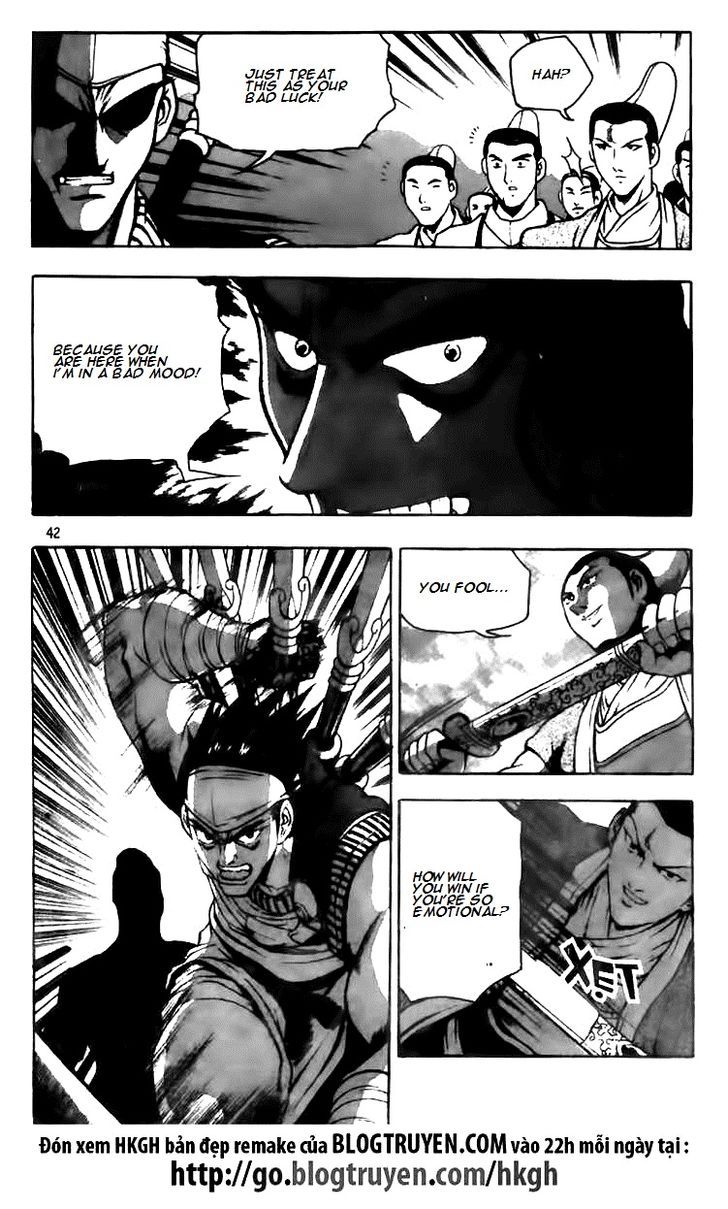 JUST TREAT
THIS AS YOUR
BAD LUCK!
HAH?
BECAUSE YOU
ARE HERE WHEN
I'M IN A BAD MOOD!
42
YOU FOOL...
HOW WILL
YOU WIN IF
YOU'RE SO
EMOTIONAL?
XẸT
Đón xem HKGH bản đẹp remake của BLOGTRUYEN.COM vào 22h mỗi ngày tại :
http://go.blogtruyen.com/hkgh